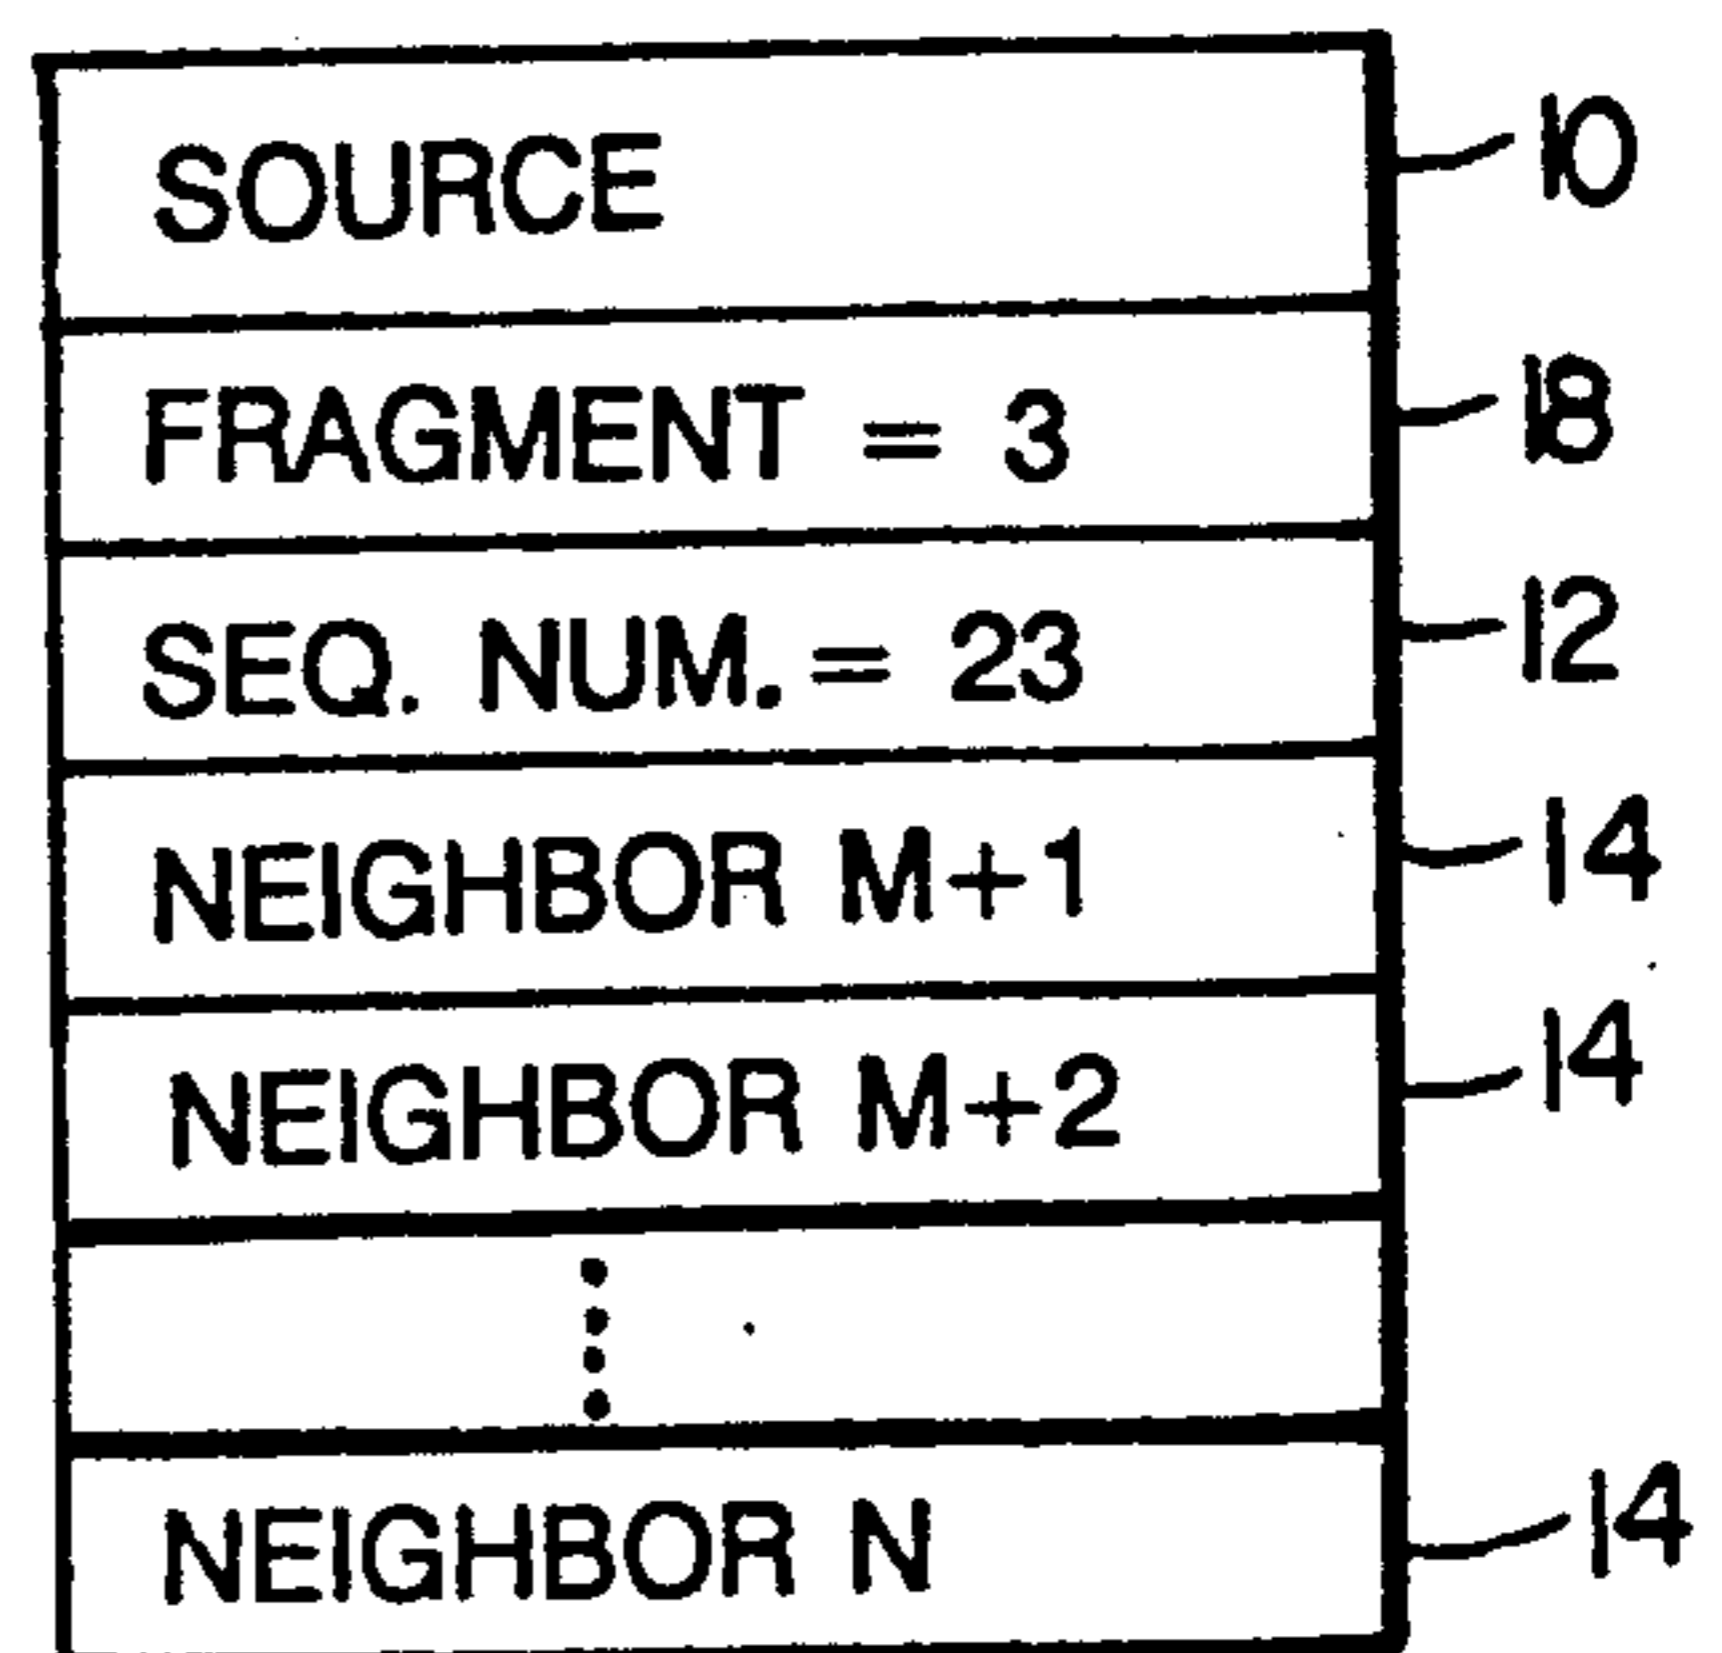 SOURCE 10
FRAGMENT = 3 18
SEQ. NUM. = 23 12
NEIGHBOR M+1 14
NEIGHBOR M+2 14
NEIGHBOR N 14